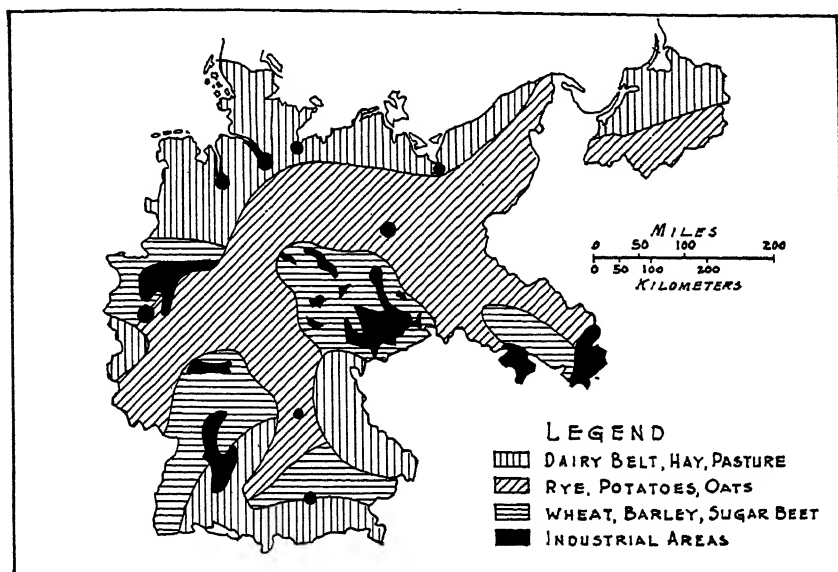 MILES
0 50 100 200
0 50 100 200
KILOMETERS
LEGEND
DAIRY BELT, HAY, PASTURE
RYE, POTATOES, OATS
WHEAT, BARLEY, SUGAR BEET
INDUSTRIAL AREAS